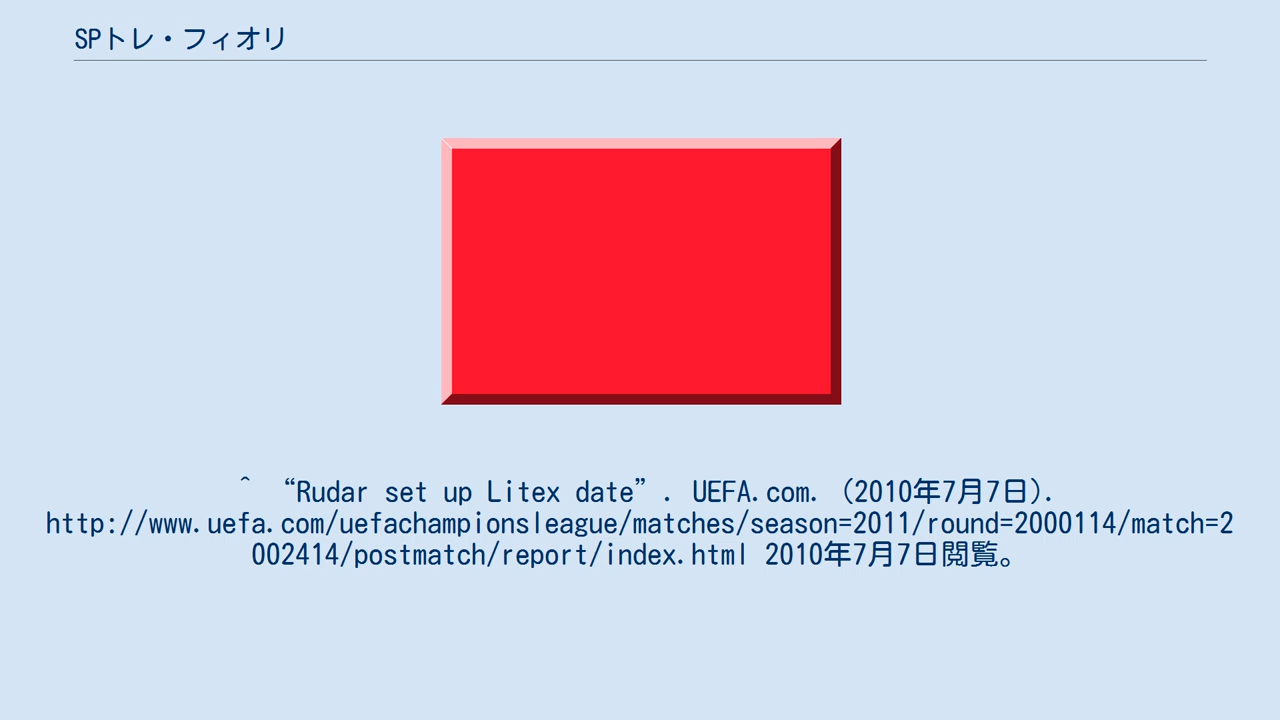 SPトレ・フィオリ
^ “Rudar set up Litex date”. UEFA.com. (2010年7月7日).
http://www.uefa.com/uefachampionsleague/matches/season=2011/round=2000114/match=2
002414/postmatch/report/index.html 2010年7月7日閲覧。